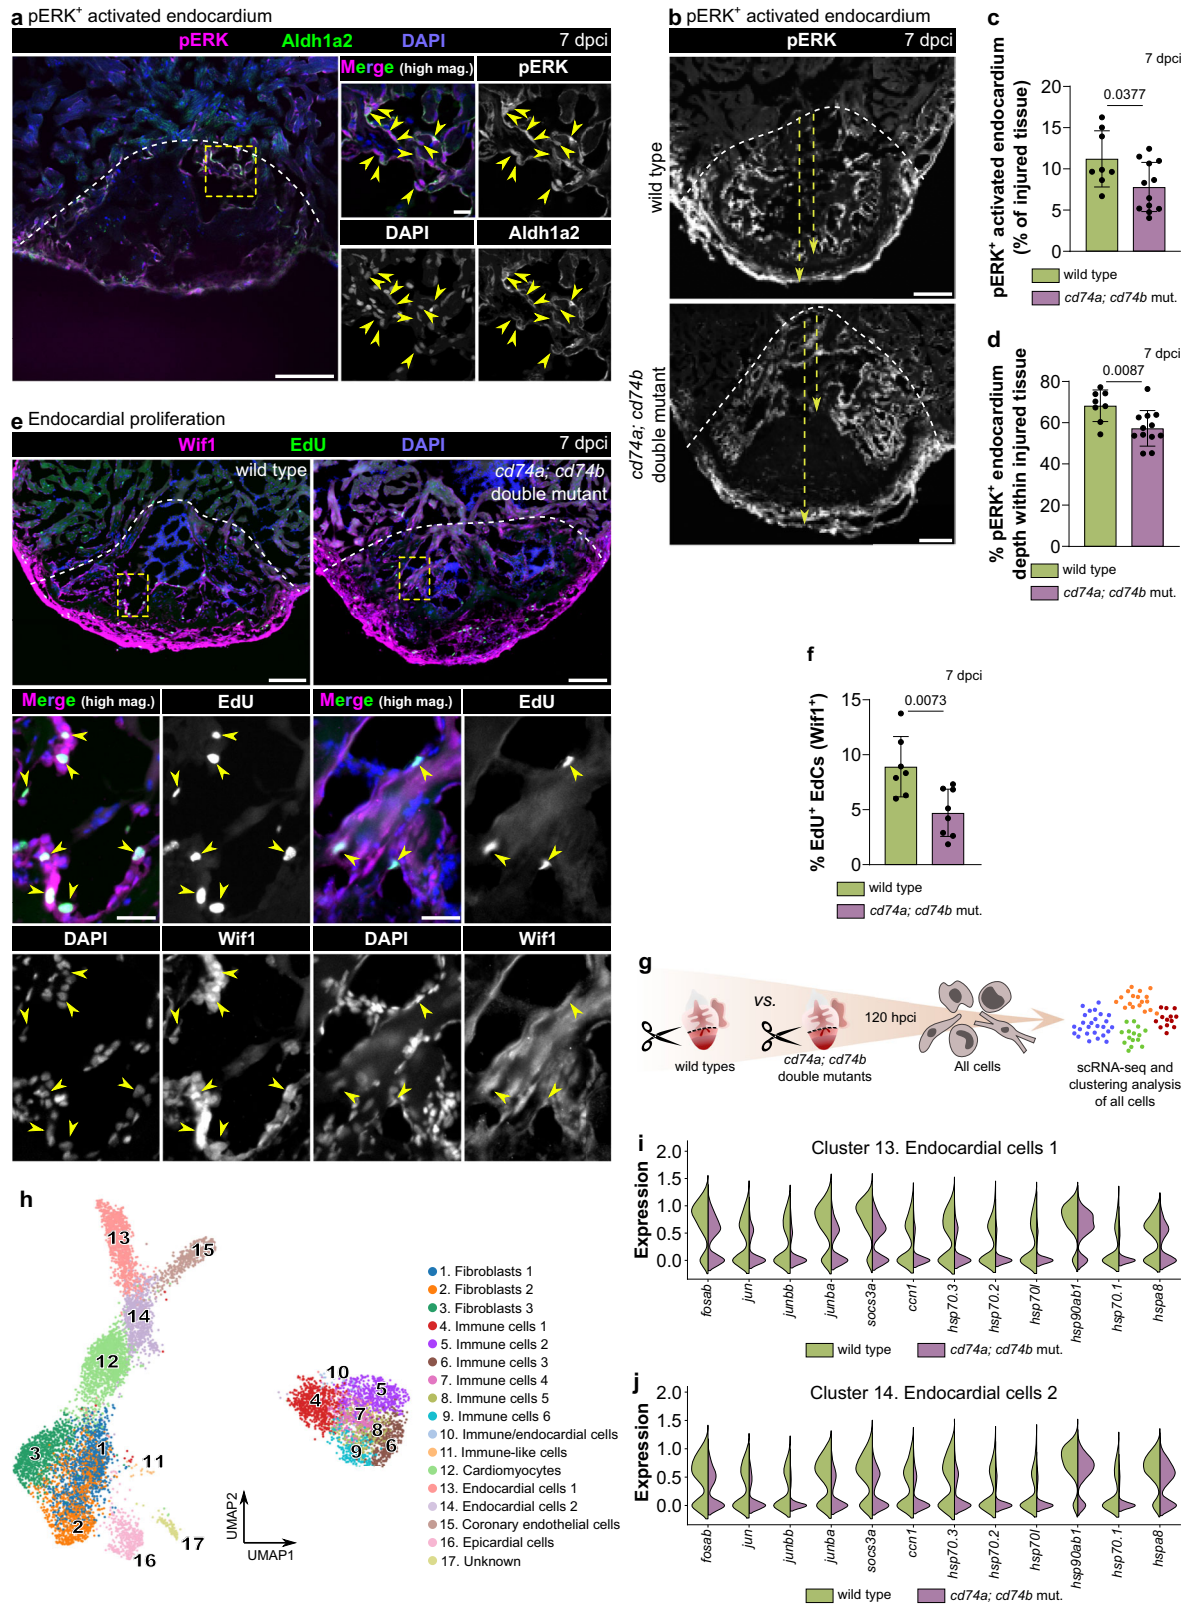 a pERK⁺ activated endocardium
pERK Aldh1a2 DAPI 7 dpci
Merge (high mag.) pERK
DAPI Aldh1a2
b pERK⁺ activated endocardium
pERK 7 dpci
wild type
cd74a; cd74b
double mutant
c
7 dpci
0.0377
pERK⁺ activated endocardium
(% of injured tissue)
20
15
10
5
0
wild type
cd74a; cd74b mut.
d
7 dpci
0.0087
% pERK⁺ endocardium
depth within injured tissue
80
60
40
20
0
wild type
cd74a; cd74b mut.
e Endocardial proliferation
Wif1 EdU DAPI 7 dpci
wild type
cd74a; cd74b
double mutant
Merge (high mag.) EdU Merge (high mag.) EdU
DAPI Wif1 DAPI Wif1
f
7 dpci
0.0073
% EdU⁺ EdCs (Wif1⁺)
15
10
5
0
wild type
cd74a; cd74b mut.
g
vs.
120 hpci
wild types
cd74a; cd74b
double mutants
All cells
scRNA-seq and
clustering analysis
of all cells
h
13
15
14
12
3
1
2
11
16
17
10
4
5
7
8
6
9
UMAP2
UMAP1
1. Fibroblasts 1
2. Fibroblasts 2
3. Fibroblasts 3
4. Immune cells 1
5. Immune cells 2
6. Immune cells 3
7. Immune cells 4
8. Immune cells 5
9. Immune cells 6
10. Immune/endocardial cells
11. Immune-like cells
12. Cardiomyocytes
13. Endocardial cells 1
14. Endocardial cells 2
15. Coronary endothelial cells
16. Epicardial cells
17. Unknown
i
Cluster 13. Endocardial cells 1
Expression
2.0
1.5
1.0
0.5
0.0
fosab jun junbb junba socs3a ccn1 hsp70.3 hsp70.2 hsp70l hsp90ab1 hsp70.1 hspa8
wild type cd74a; cd74b mut.
j
Cluster 14. Endocardial cells 2
Expression
2.0
1.5
1.0
0.5
0.0
fosab jun junbb junba socs3a ccn1 hsp70.3 hsp70.2 hsp70l hsp90ab1 hsp70.1 hspa8
wild type cd74a; cd74b mut.